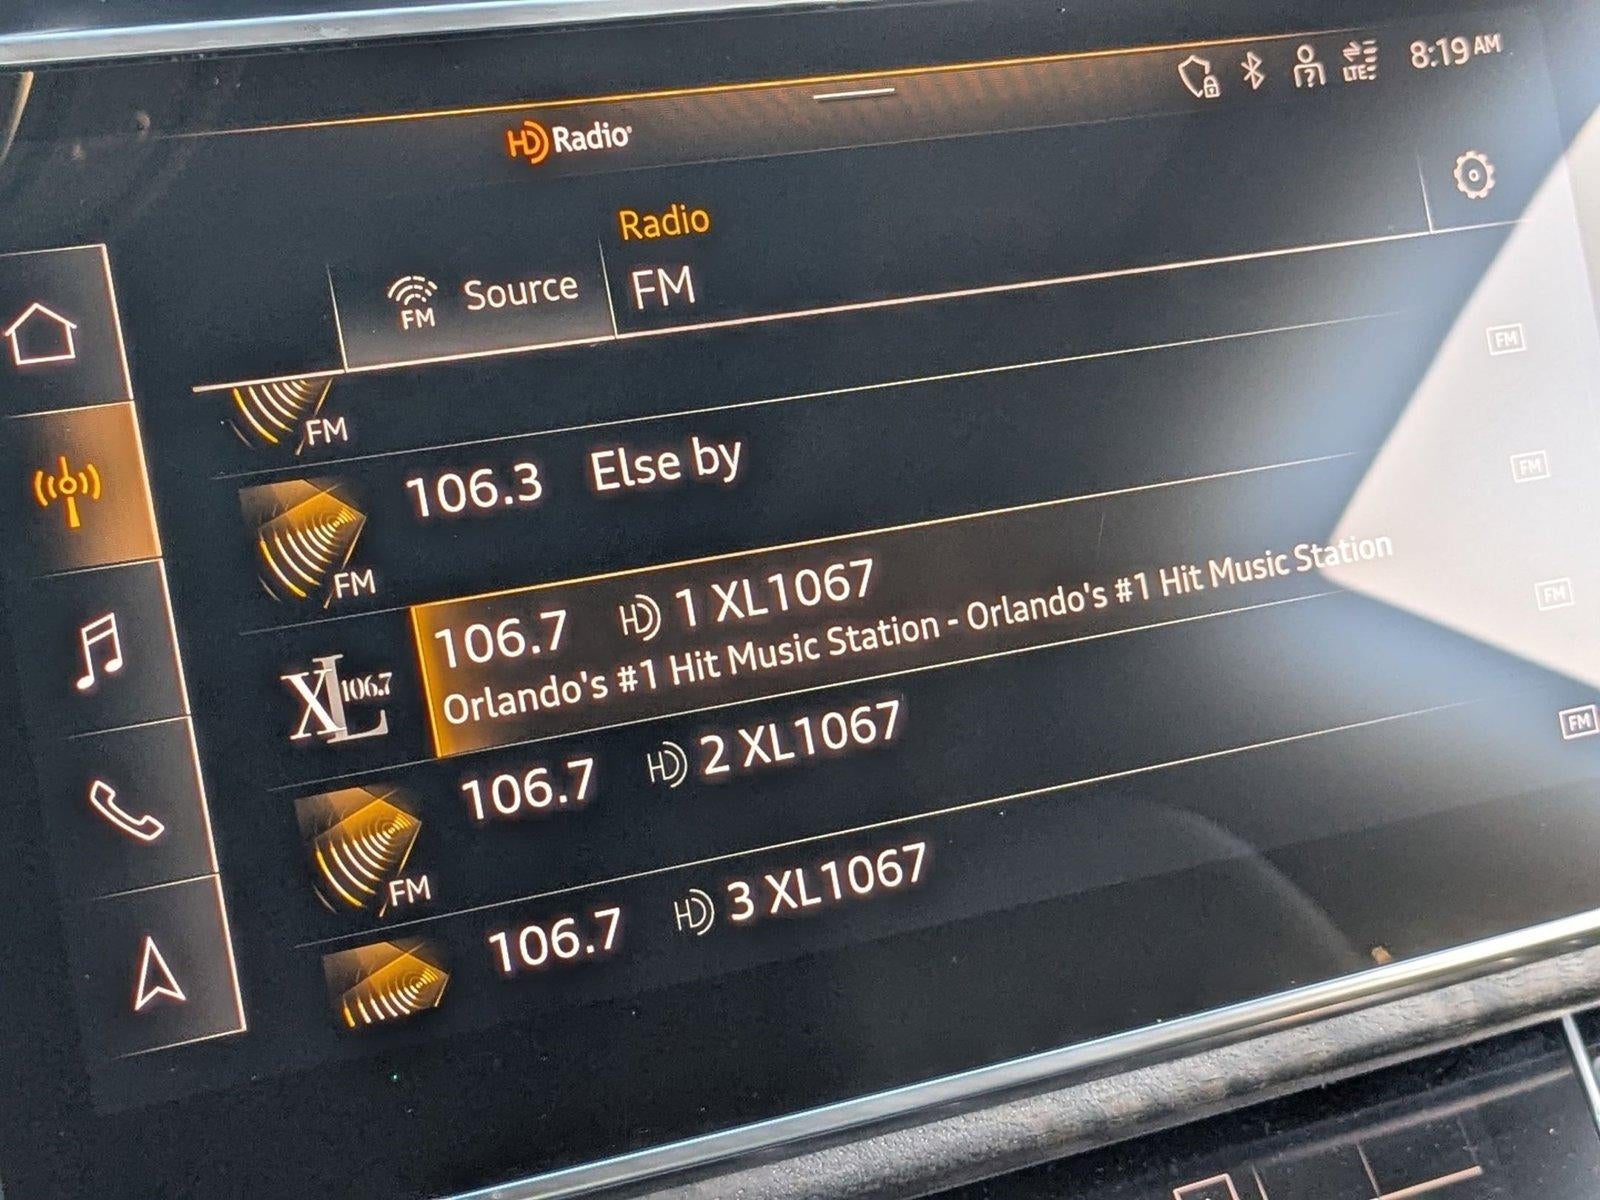 LTE 8:19 AM
HD Radio®
Radio
FM Source FM
FM
FM
106.3 Else by
FM
FM
106.7 HD 1 XL1067
Orlando's #1 Hit Music Station - Orlando's #1 Hit Music Station
XL 106.7
FM
106.7 HD 2 XL1067
FM
FM
106.7 HD 3 XL1067